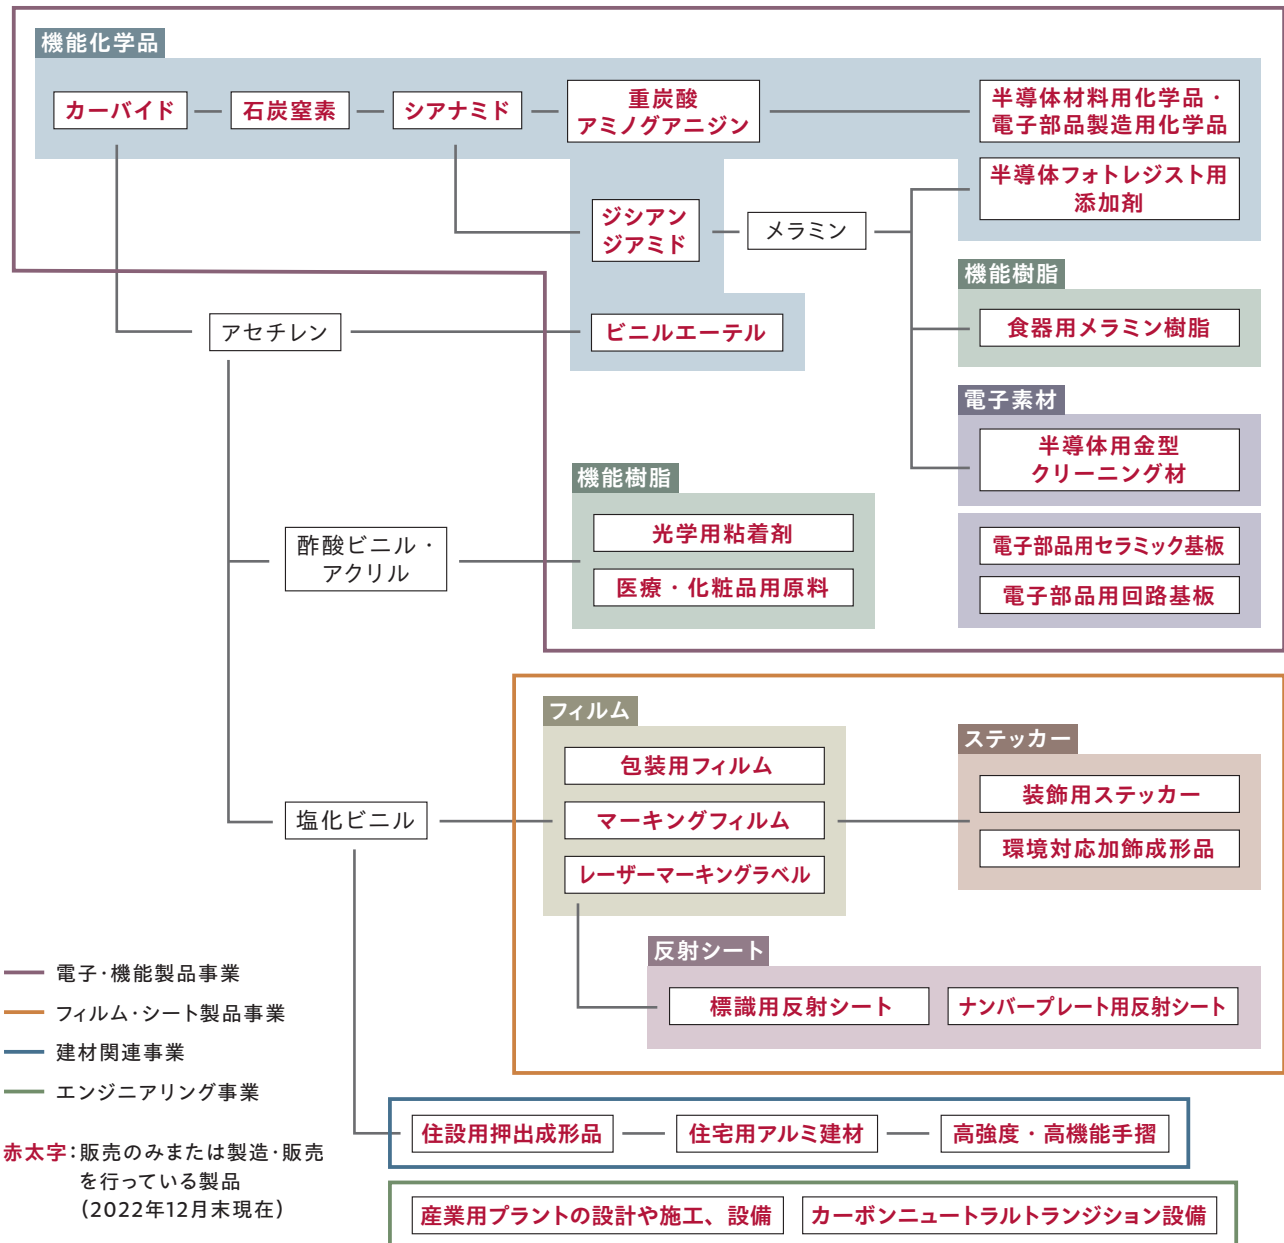 機能化学品
カーバイド
石炭窒素
シアナミド
重炭酸
アミノグアニジン
半導体材料用化学品・
電子部品製造用化学品
半導体フォトレジスト用
添加剤
ジシアン
ジアミド
メラミン
機能樹脂
食器用メラミン樹脂
アセチレン
ビニルエーテル
電子素材
半導体用金型
クリーニング材
電子部品用セラミック基板
電子部品用回路基板
機能樹脂
光学用粘着剤
医療・化粧品用原料
酢酸ビニル・
アクリル
フィルム
包装用フィルム
マーキングフィルム
レーザーマーキングラベル
ステッカー
装飾用ステッカー
環境対応加飾成形品
塩化ビニル
反射シート
標識用反射シート
ナンバープレート用反射シート
電子・機能製品事業
フィルム・シート製品事業
建材関連事業
エンジニアリング事業
赤太字：販売のみまたは製造・販売
を行っている製品
（2022年12月末現在）
住設用押出成形品
住宅用アルミ建材
高強度・高機能手摺
産業用プラントの設計や施工、設備
カーボンニュートラルトランジション設備